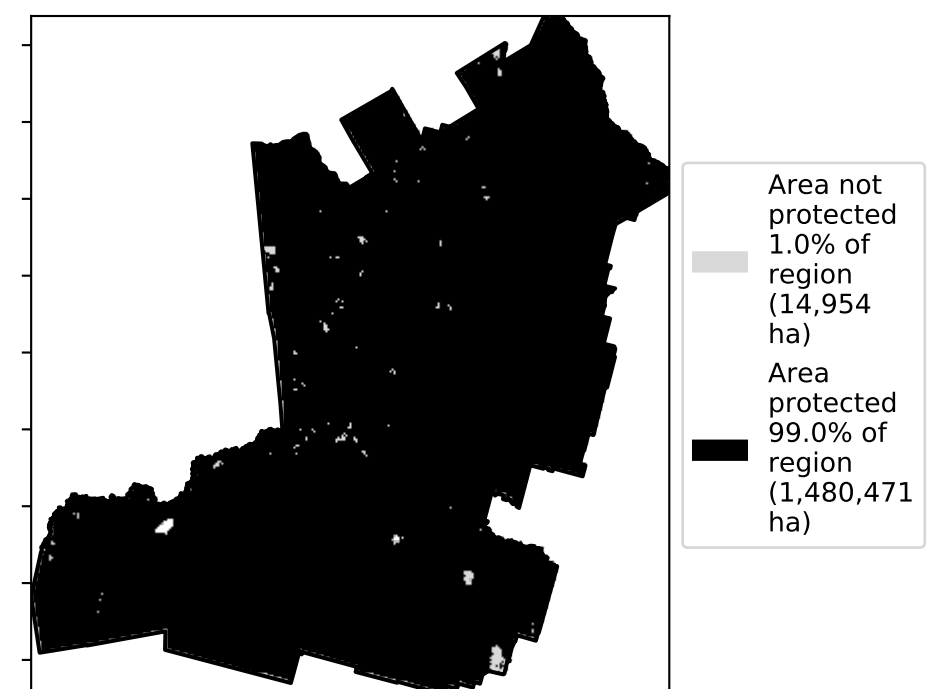 Area not
protected
1.0% of
region
(14,954
ha)
Area
protected
99.0% of
region
(1,480,471
ha)